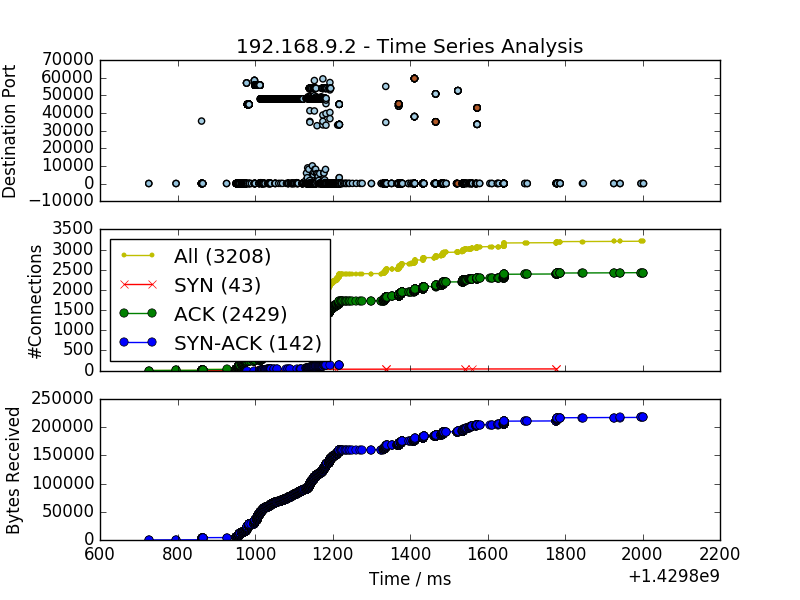 192.168.9.2 - Time Series Analysis
Destination Port
70000
60000
50000
40000
30000
20000
10000
0
−10000
#Connections
3500
3000
2500
2000
1500
1000
500
0
All (3208)
SYN (43)
ACK (2429)
SYN-ACK (142)
Bytes Received
250000
200000
150000
100000
50000
0
600 800 1000 1200 1400 1600 1800 2000 2200
Time / ms
+1.4298e9